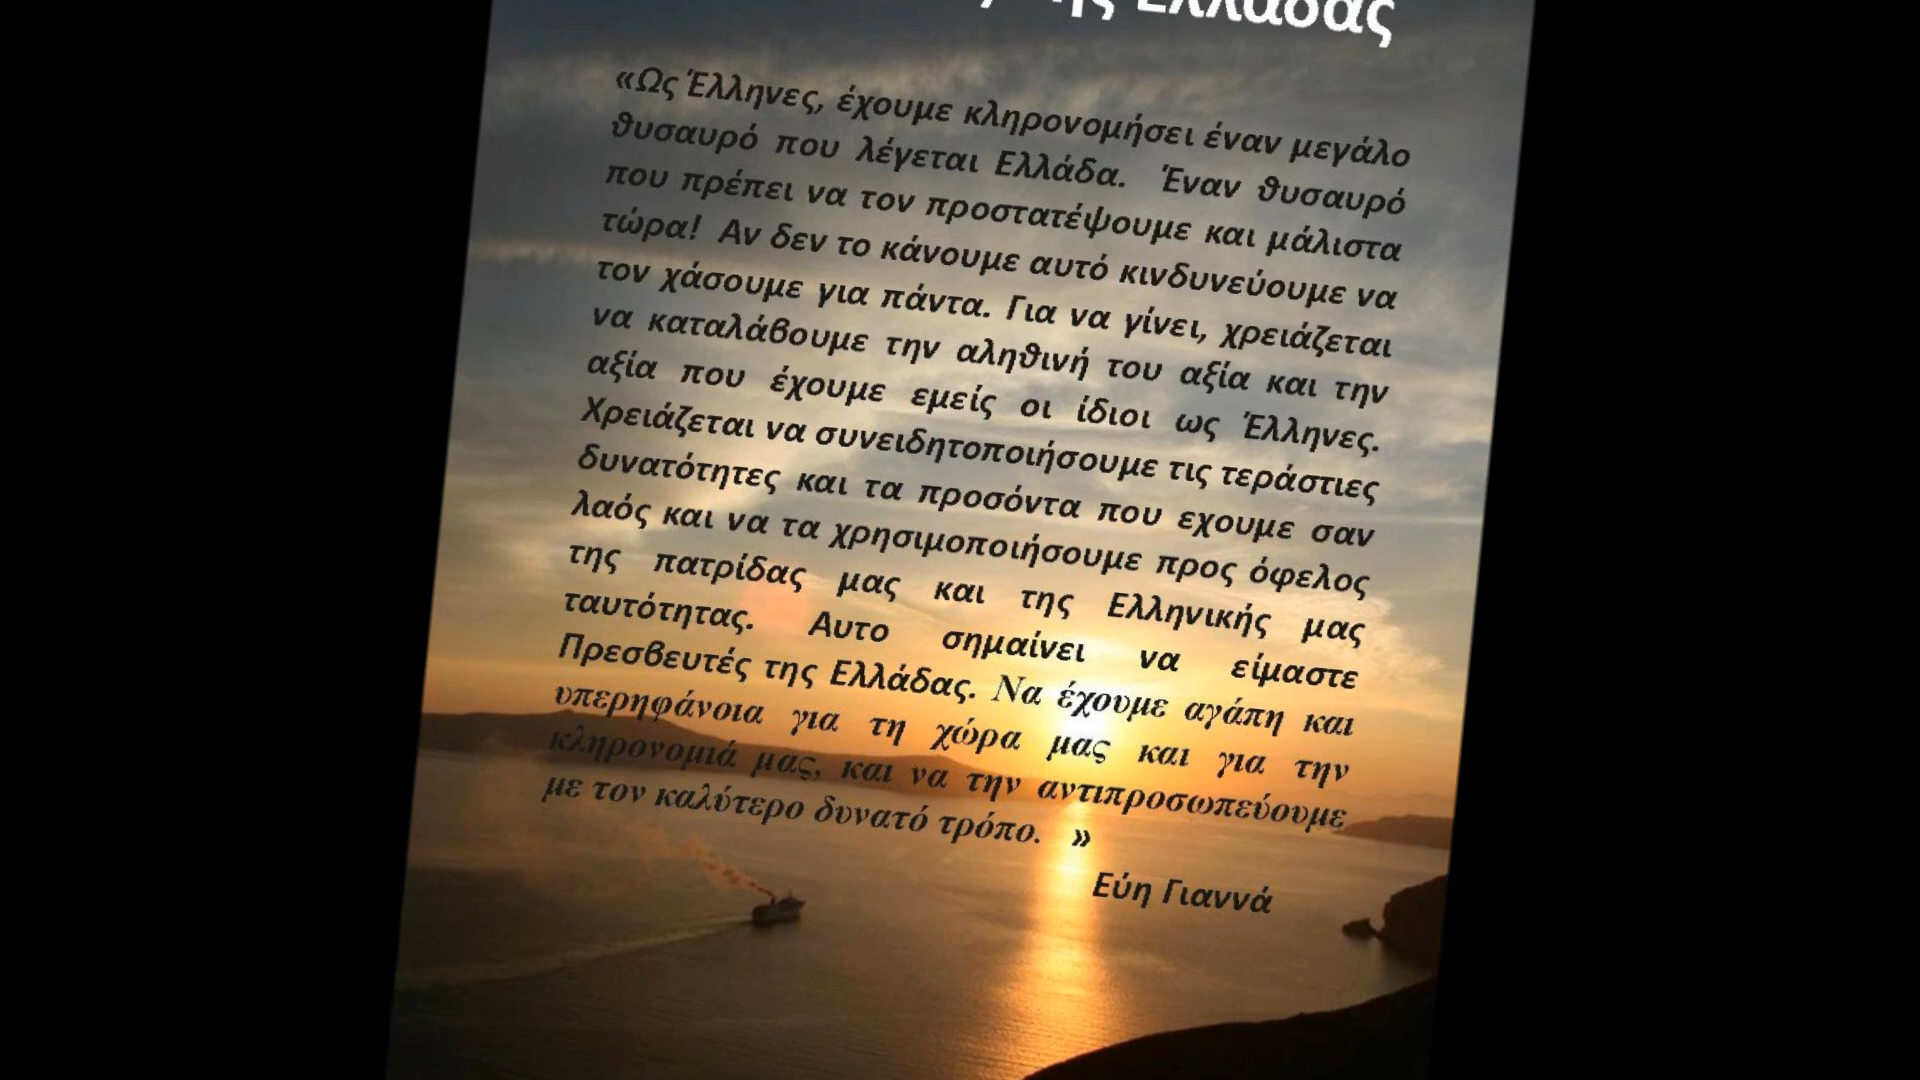 της Ελλάδας
«Ως Έλληνες, έχουμε κληρονομήσει έναν μεγάλο
θυσαυρό που λέγεται Ελλάδα. Έναν θυσαυρό
που πρέπει να τον προστατέψουμε και μάλιστα
τώρα! Αν δεν το κάνουμε αυτό κινδυνεύουμε να
τον χάσουμε για πάντα. Για να γίνει, χρειάζεται
να καταλάβουμε την αληθινή του αξία και την
αξία που έχουμε εμείς οι ίδιοι ως Έλληνες.
Χρειάζεται να συνειδητοποιήσουμε τις τεράστιες
δυνατότητες και τα προσόντα που εχουμε σαν
λαός και να τα χρησιμοποιήσουμε προς όφελος
της πατρίδας μας και της Ελληνικής μας
ταυτότητας. Αυτο σημαίνει να είμαστε
Πρεσβευτές της Ελλάδας. Να έχουμε αγάπη και
υπερηφάνοια για τη χώρα μας και για την
κληρονομιά μας, και να την αντιπροσωπεύουμε
με τον καλύτερο δυνατό τρόπο. »
Εύη Γιαννά